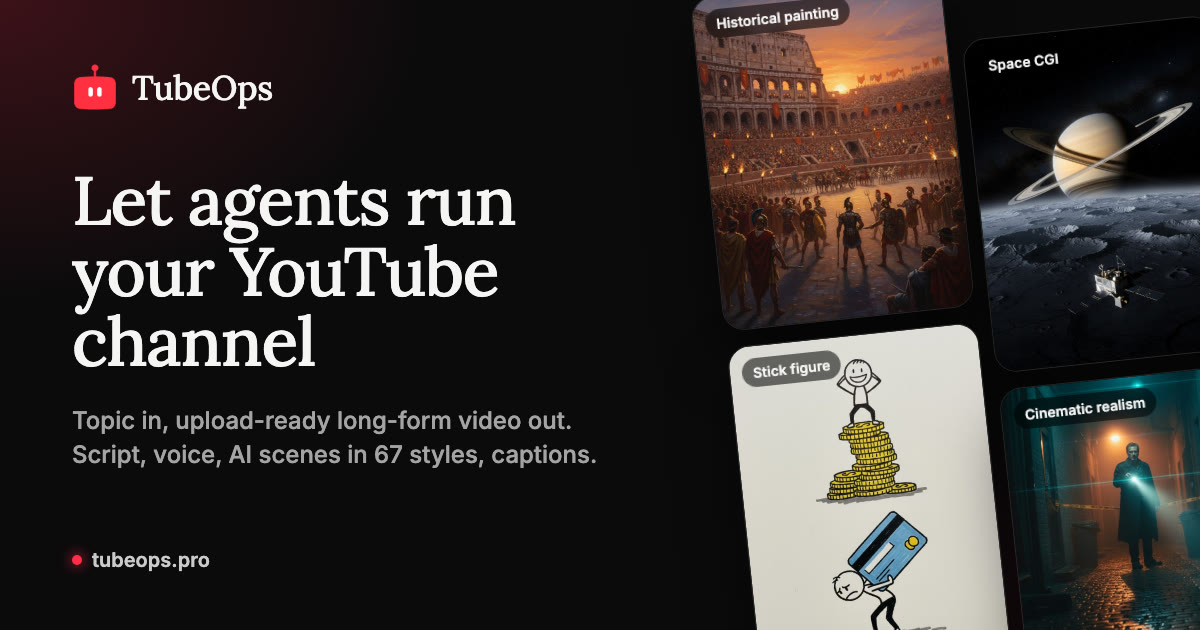 TubeOps
Let agents run
your YouTube
channel
Topic in, upload-ready long-form video out.
Script, voice, AI scenes in 67 styles, captions.
tubeops.pro
Historical painting
Space CGI
Stick figure
Cinematic realism